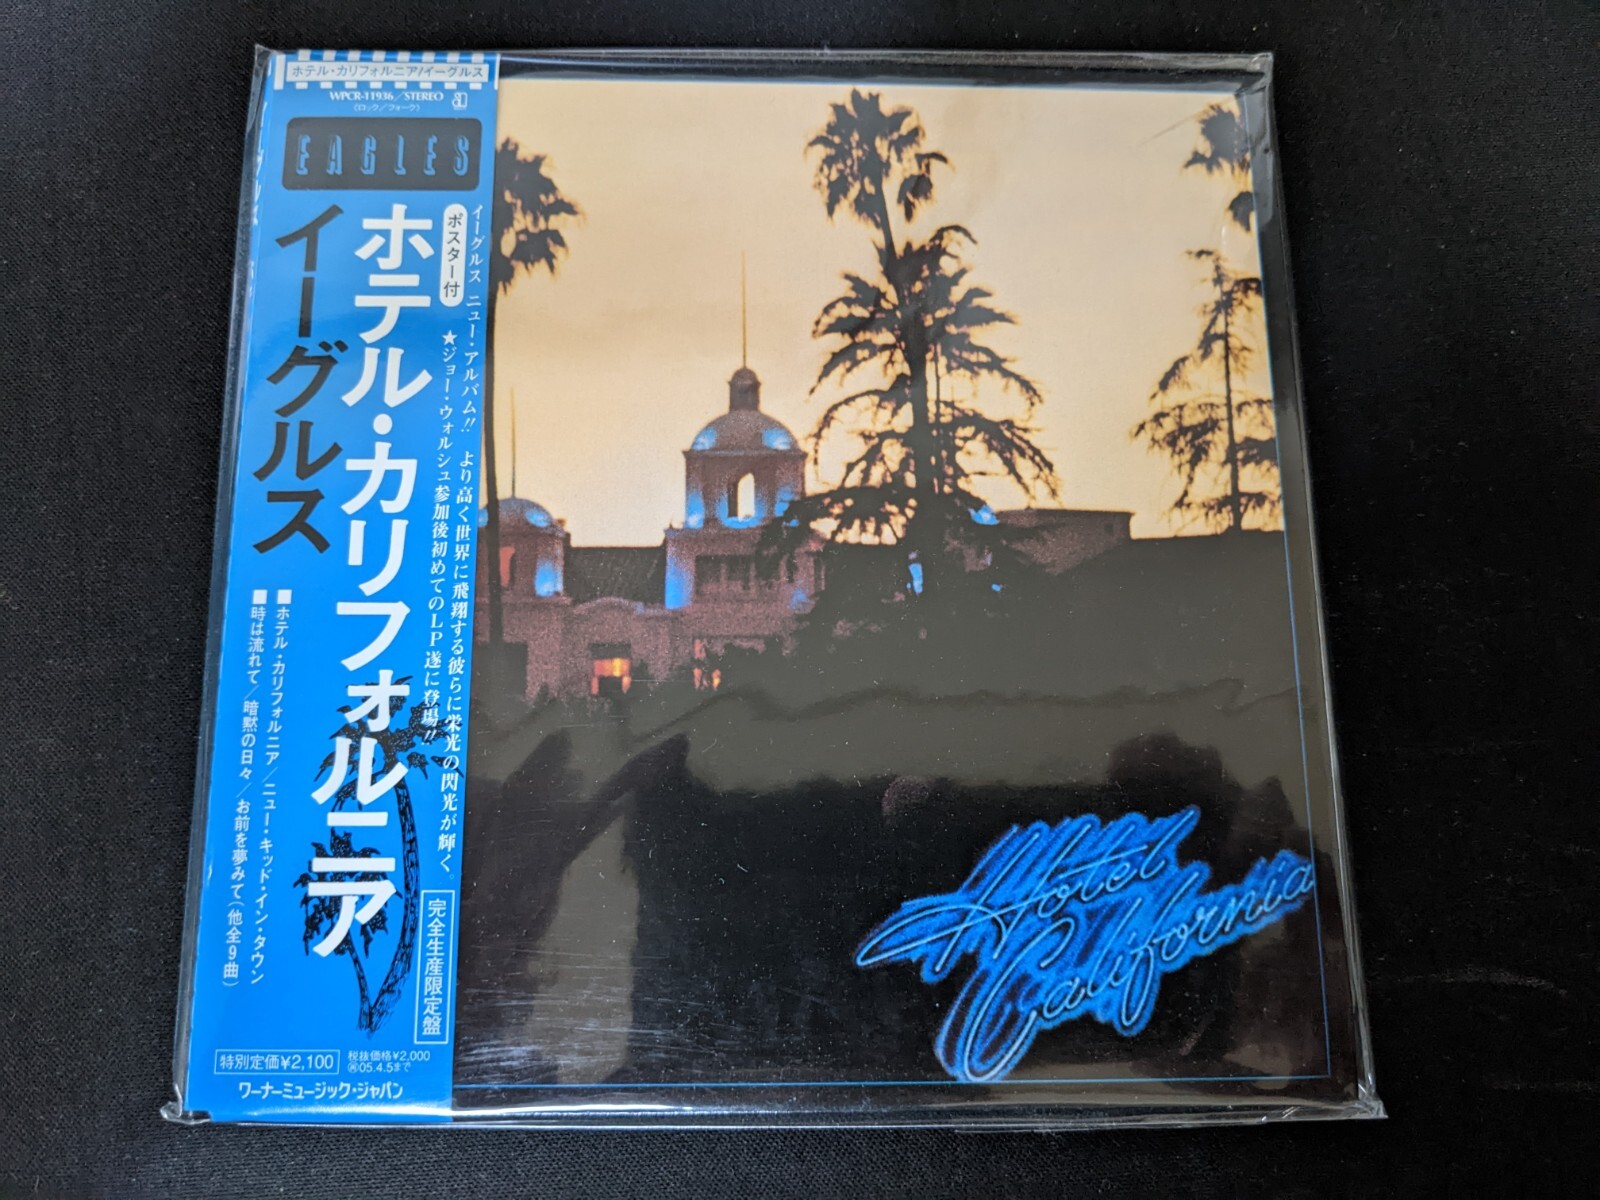 ホテル・カリフォルニア/イーグルス
WPCR-11936/STEREO
(ロック/フォーク)
EAGLES
イーグルス ニュー・アルバム!! より高く世界に飛翔する彼らに栄光の閃光が輝く。
ポスター付
★ジョー・ウォルシュ参加後初めてのLP遂に登場!!
ホテル・カリフォルニア
イーグルス
■ホテル・カリフォルニア/ニュー・キッド・イン・タウン
■時は流れて/暗黙の日々/お前を夢みて(他全9曲)
完全生産限定盤
特別定価¥2,100
税抜価格¥2,000
05.4.5まで
ワーナーミュージック・ジャパン
Hotel
California